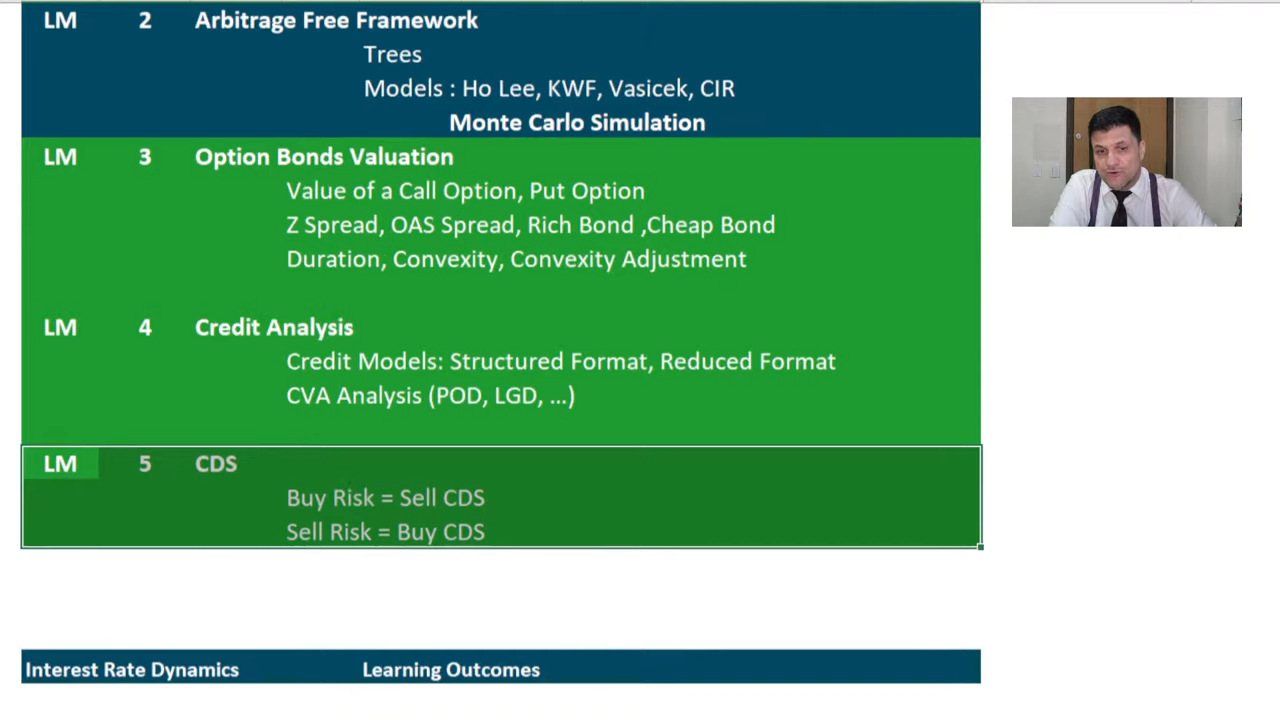 LM 2 Arbitrage Free Framework
Trees
Models : Ho Lee, KWF, Vasicek, CIR
Monte Carlo Simulation
LM 3 Option Bonds Valuation
Value of a Call Option, Put Option
Z Spread, OAS Spread, Rich Bond ,Cheap Bond
Duration, Convexity, Convexity Adjustment
LM 4 Credit Analysis
Credit Models: Structured Format, Reduced Format
CVA Analysis (POD, LGD, ...)
LM 5 CDS
Buy Risk = Sell CDS
Sell Risk = Buy CDS
Interest Rate Dynamics Learning Outcomes